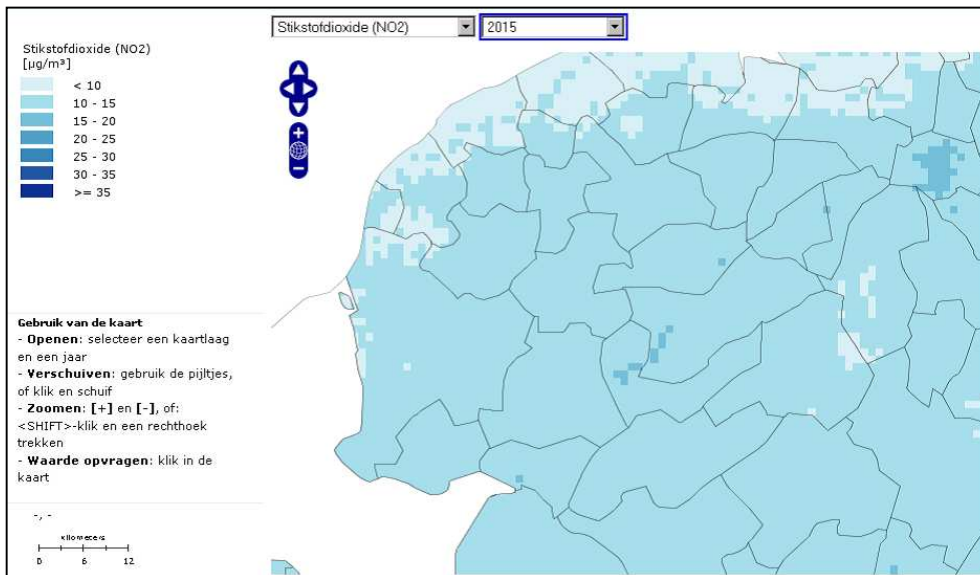 Stikstofdioxide (NO2)
2015
Stikstofdioxide (NO2)
[µg/m³]
< 10
10 - 15
15 - 20
20 - 25
25 - 30
30 - 35
>= 35
Gebruik van de kaart
- Openen: selecteer een kaartlaag
en een jaar
- Verschuiven: gebruik de pijltjes,
of klik en schuif
- Zoomen: [+] en [-], of:
<SHIFT>-klik en een rechthoek
trekken
- Waarde opvragen: klik in de
kaart
-, -
kilometers
0 6 12